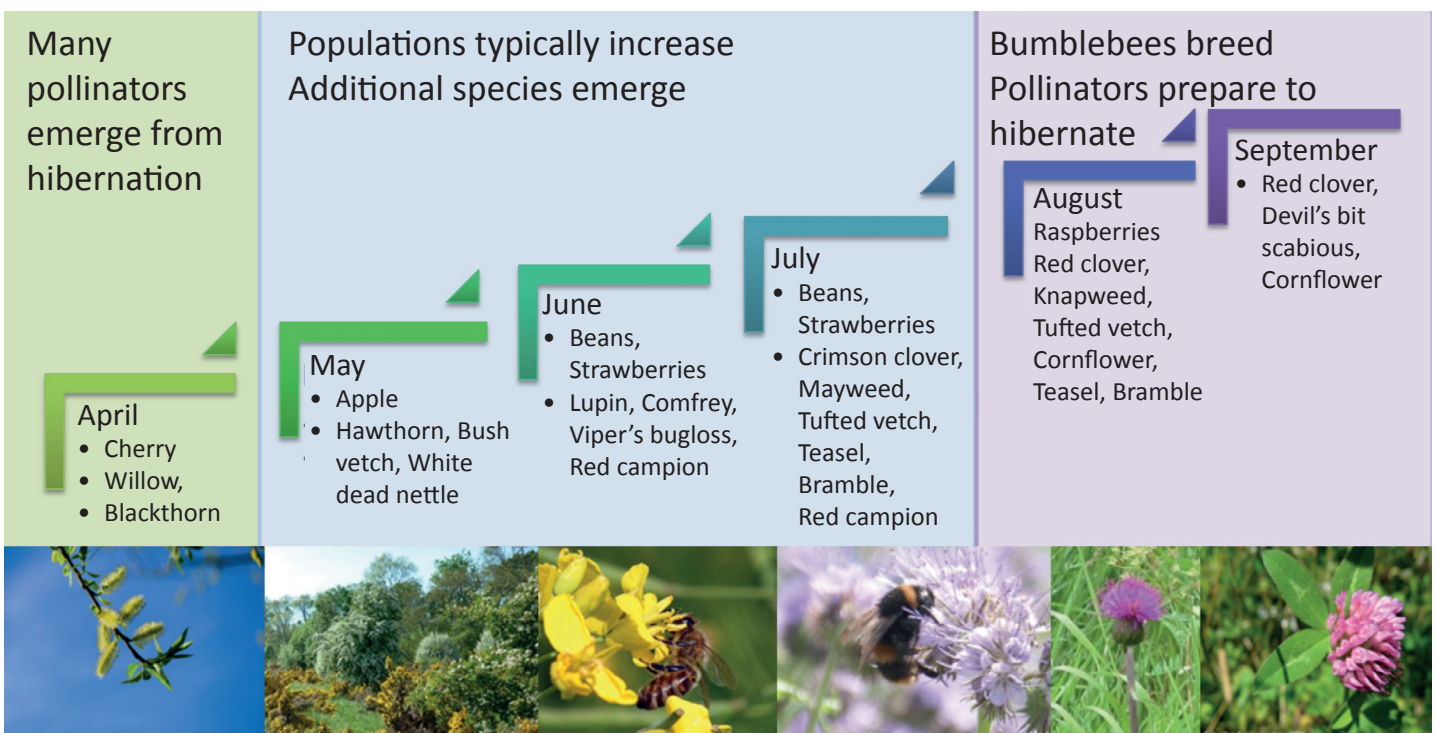 Many
pollinators
emerge from
hibernation
April
• Cherry
• Willow,
• Blackthorn
Populations typically increase
Additional species emerge
May
• Apple
• Hawthorn, Bush
vetch, White
dead nettle
June
• Beans,
Strawberries
• Lupin, Comfrey,
Viper’s bugloss,
Red campion
July
• Beans,
Strawberries
• Crimson clover,
Mayweed,
Tufted vetch,
Teasel,
Bramble,
Red campion
Bumblebees breed
Pollinators prepare to
hibernate
August
Raspberries
Red clover,
Knapweed,
Tufted vetch,
Cornflower,
Teasel, Bramble
September
• Red clover,
Devil’s bit
scabious,
Cornflower